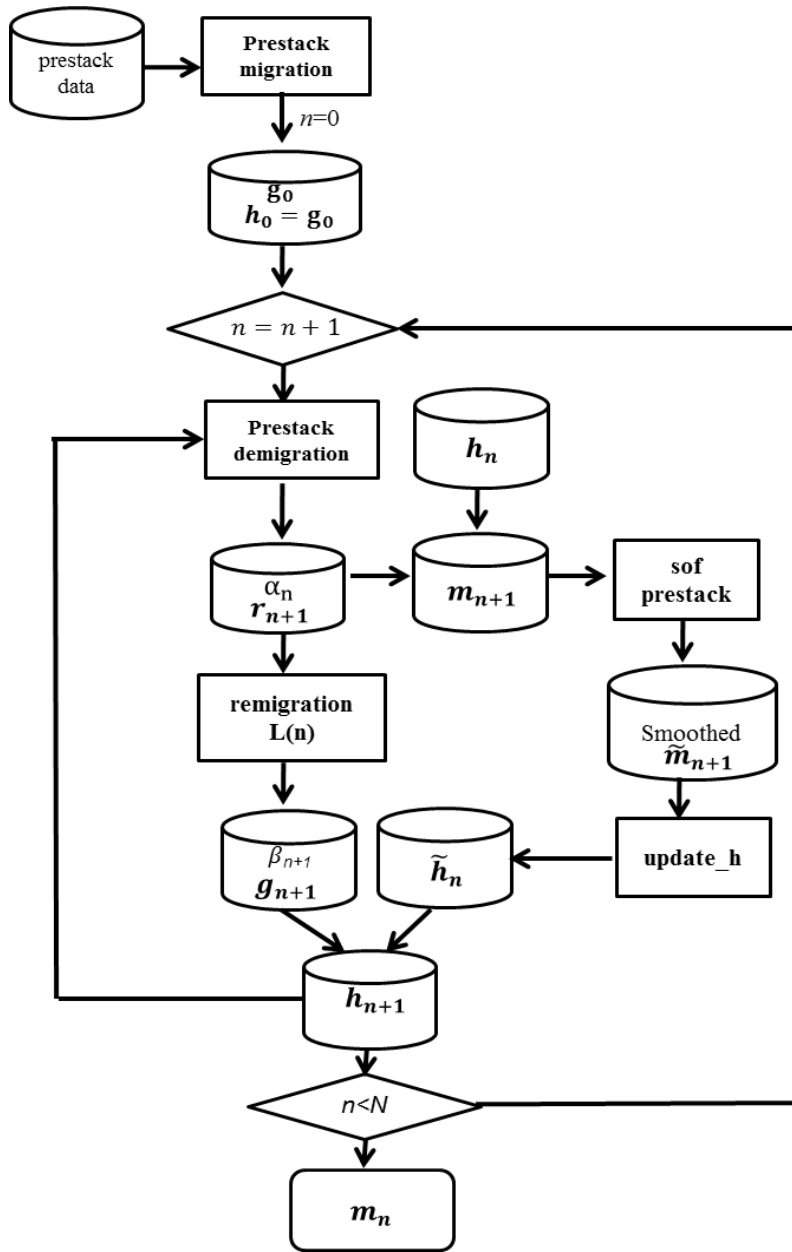 prestack
data
Prestack
migration
n=0
g₀
h₀ = g₀
n = n + 1
Prestack
demigration
hₙ
αₙ
rₙ₊₁
mₙ₊₁
sof
prestack
remigration
L(n)
Smoothed
m̃ₙ₊₁
βₙ₊₁
gₙ₊₁
h̃ₙ
update_h
hₙ₊₁
n<N
mₙ